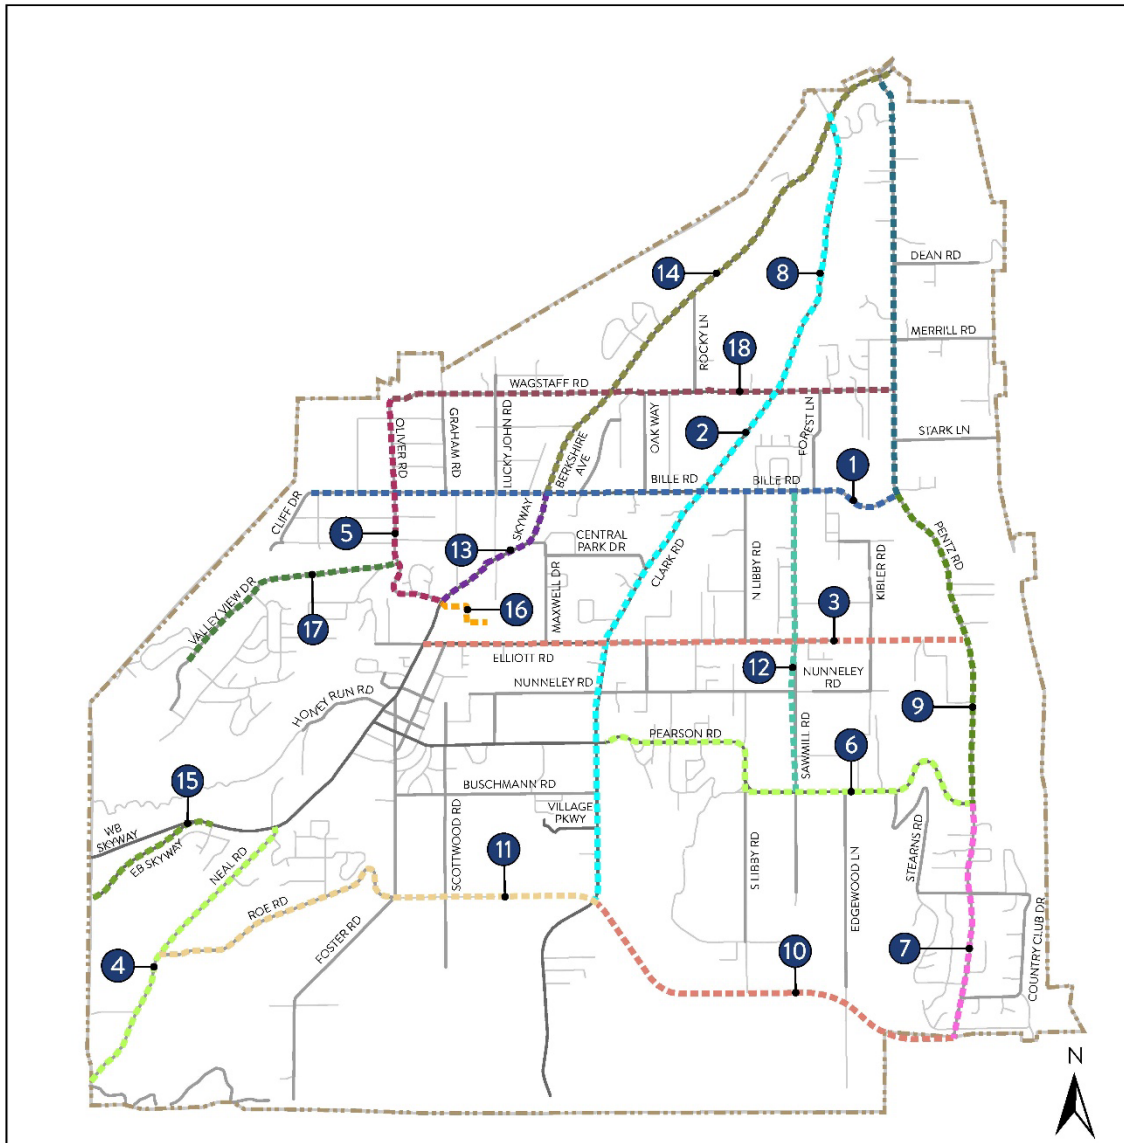 DEAN RD
14
8
ROCKY LN
MERRILL RD
18
WAGSTAFF RD
OLIVER RD
GRAHAM RD
LUCKY JOHN RD
BERKSHIRE AVE
OAK WAY
2
FOREST LN
STARK LN
1
BILLE RD
BILLE RD
CLIFF DR
5
SKYWAY
13
CENTRAL
PARK DR
CLARK RD
N LIBBY RD
KIBLER RD
PENTZ RD
VALLEY VIEW DR
17
16
MAXWELL DR
3
ELLIOTT RD
12
NUNNELEY
RD
NUNNELEY RD
HONEY RUN RD
9
PEARSON RD
SAWMILL RD
6
15
BUSCHMANN RD
VILLAGE
PKWY
WB
SKYWAY
EB SKYWAY
NEAL RD
SCOTTWOOD RD
11
S LIBBY RD
EDGEWOOD LN
STEARNS RD
ROE RD
FOSTER RD
4
10
7
COUNTRY CLUB DR
N